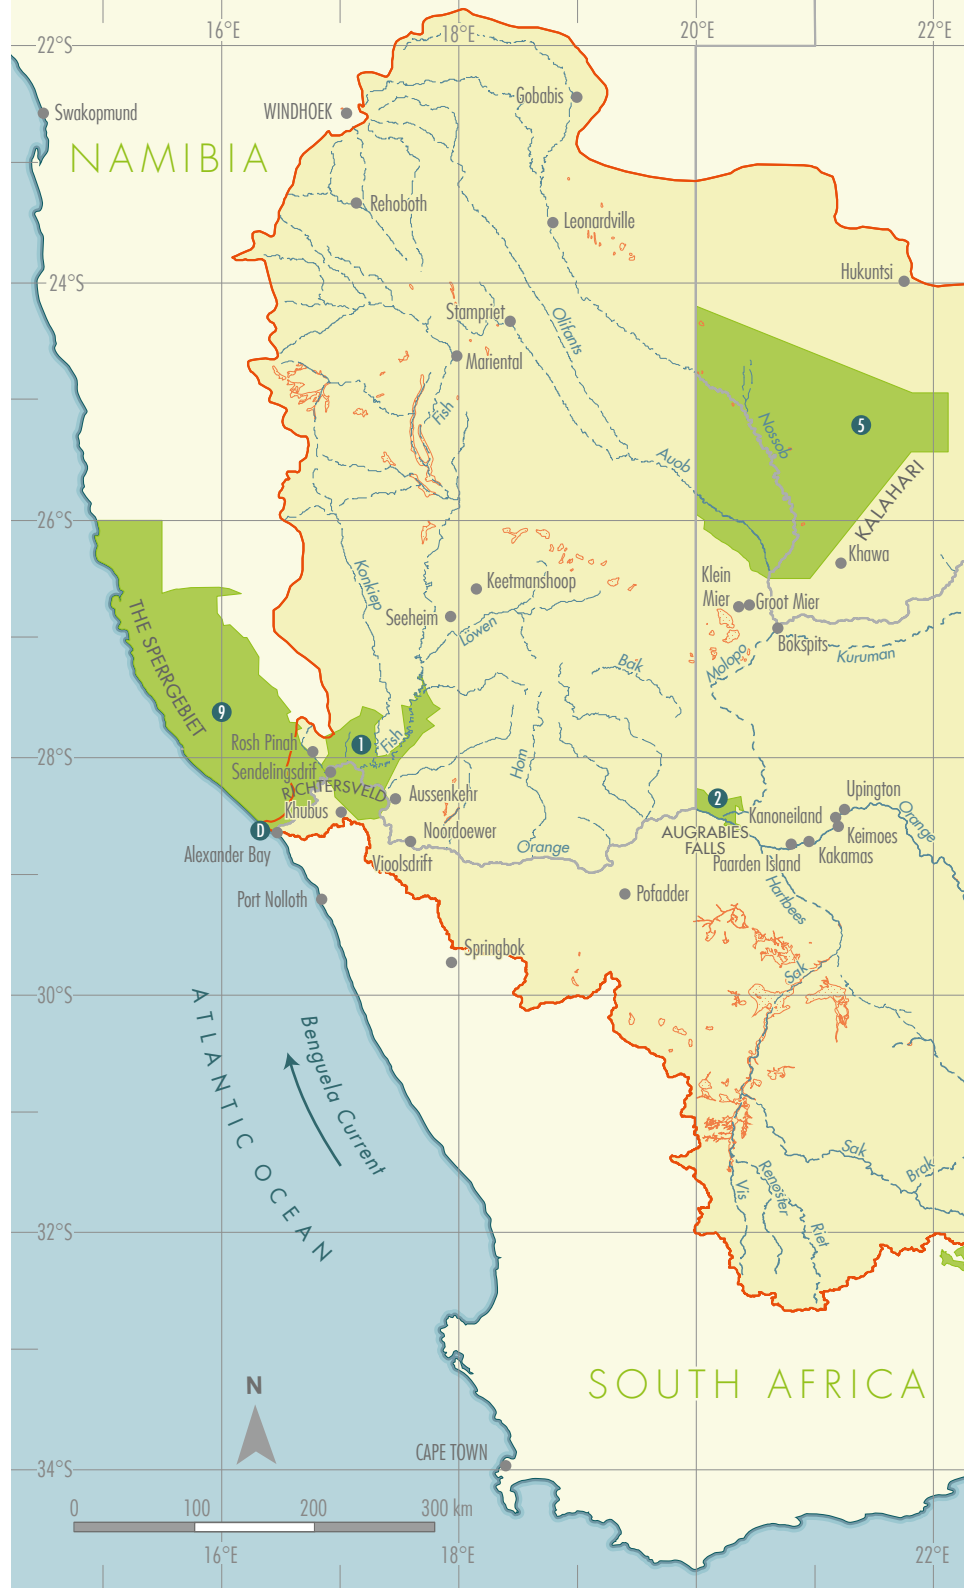 16°E
18°E
20°E
22°E
22°S
Gobabis
Swakopmund
WINDHOEK
NAMIBIA
Rehoboth
Leonardville
Hukuntsi
24°S
Stampriet
Olifants
Mariental
Fish
Nossob
5
Auob
KALAHARI
26°S
Khawa
Konkiep
Keetmanshoop
Klein
Mier
Groot Mier
Seeheim
Löwen
THE SPERRGEBIET
Bokspits
Kuruman
Molopo
Bak
9
1
Fish
Rosh Pinah
28°S
Sendelingsdrif
Hom
RICHTERSVELD
Aussenkehr
2
Upington
Khubus
Kanoneiland
Orange
D
Noordoewer
AUGRABIES
FALLS
Keimoes
Alexander Bay
Vioolsdrift
Orange
Paarden Island
Kakamas
Port Nolloth
Pofadder
Hartbees
Springbok
Sak
30°S
ATLANTIC OCEAN
Benguela Current
Sak
Brak
Vis
Renoster
Riet
32°S
N
SOUTH AFRICA
CAPE TOWN
34°S
0
100
200
300 km
16°E
18°E
22°E